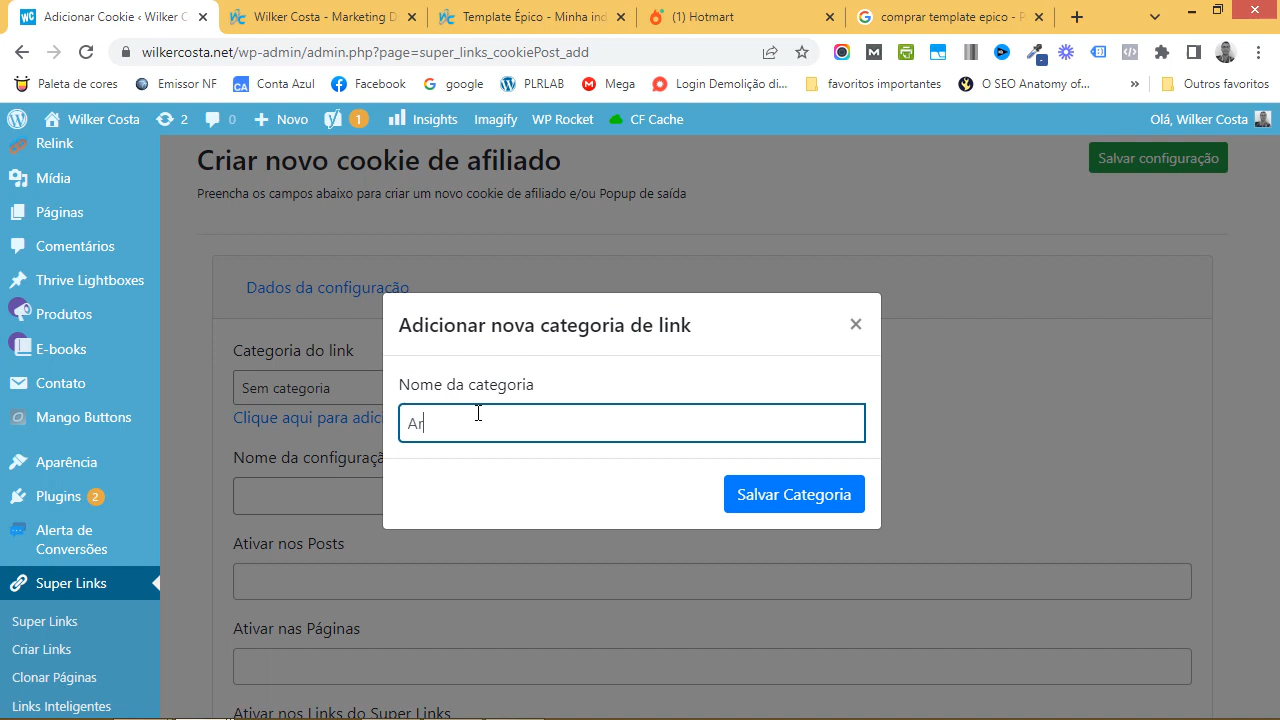 Adicionar Cookie ‹ Wilker C
Wilker Costa - Marketing D
Template Épico - Minha ind
(1) Hotmart
comprar template epico - P
wilkercosta.net/wp-admin/admin.php?page=super_links_cookiePost_add
Paleta de cores
Emissor NF
CA
Conta Azul
Facebook
google
PLRLAB
Mega
Login Demolição di...
favoritos importantes
O SEO Anatomy of...
»
Outros favoritos
Wilker Costa
2
0
Novo
1
Insights
Imagify
WP Rocket
CF Cache
Olá, Wilker Costa
Relink
Mídia
Páginas
Comentários
Thrive Lightboxes
Produtos
E-books
Contato
Mango Buttons
Aparência
Plugins 2
Alerta de
Conversões
Super Links
Super Links
Criar Links
Clonar Páginas
Links Inteligentes
Criar novo cookie de afiliado
Salvar configuração
Preencha os campos abaixo para criar um novo cookie de afiliado e/ou Popup de saída
Dados da configuração
Categoria do link
Sem categoria
Clique aqui para adici
Nome da configuraçã
Ativar nos Posts
Ativar nas Páginas
Ativar nos Links do Super Links
Adicionar nova categoria de link
×
Nome da categoria
Ar
Salvar Categoria